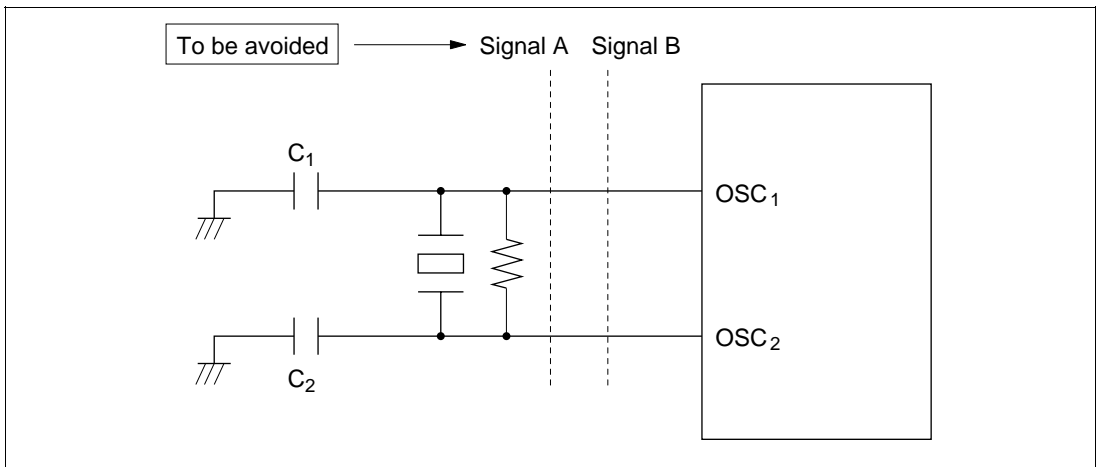 To be avoided Signal A Signal B
C1
OSC1
OSC2
C2